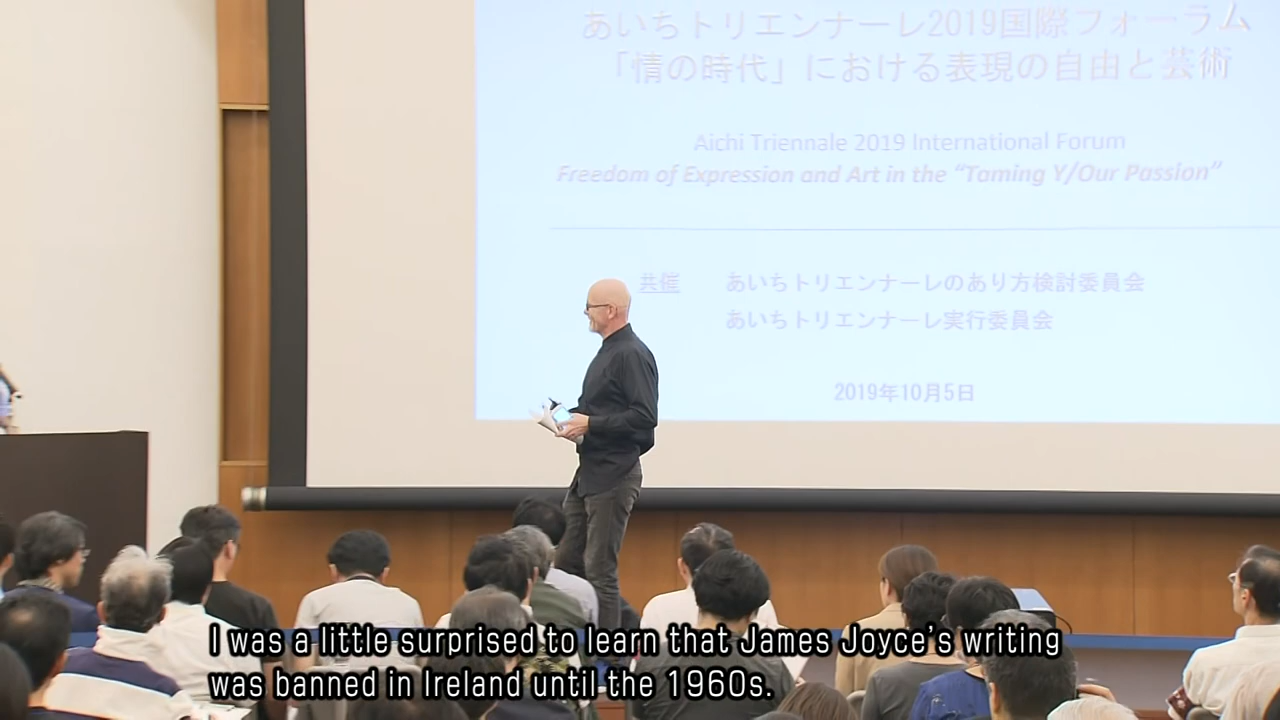 あいちトリエンナーレ2019国際フォーラム
「情の時代」における表現の自由と芸術
Aichi Triennale 2019 International Forum
Freedom of Expression and Art in the “Taming Y/Our Passion”
共催 あいちトリエンナーレのあり方検討委員会
あいちトリエンナーレ実行委員会
2019年10月5日
I was a little surprised to learn that James Joyce's writing
was banned in Ireland until the 1960s.